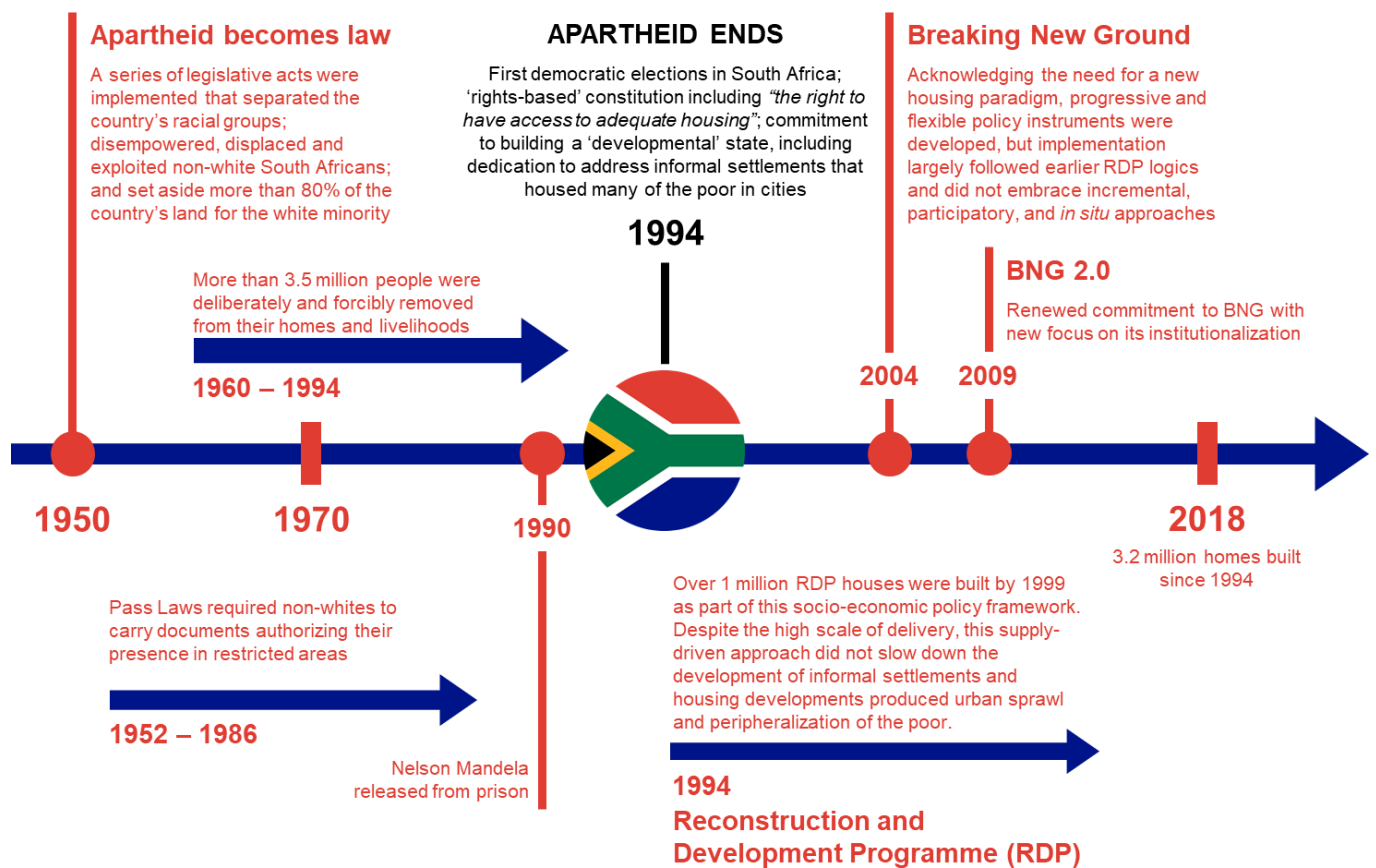 Apartheid becomes law
A series of legislative acts were
implemented that separated the
country's racial groups;
disempowered, displaced and
exploited non-white South Africans;
and set aside more than 80% of the
country's land for the white minority
APARTHEID ENDS
First democratic elections in South Africa;
‘rights-based’ constitution including “the right to
have access to adequate housing”; commitment
to building a ‘developmental’ state, including
dedication to address informal settlements that
housed many of the poor in cities
1994
Breaking New Ground
Acknowledging the need for a new
housing paradigm, progressive and
flexible policy instruments were
developed, but implementation
largely followed earlier RDP logics
and did not embrace incremental,
participatory, and in situ approaches
BNG 2.0
Renewed commitment to BNG with
new focus on its institutionalization
More than 3.5 million people were
deliberately and forcibly removed
from their homes and livelihoods
1960 – 1994
2004
2009
1950
1970
1990
2018
3.2 million homes built
since 1994
Pass Laws required non-whites to
carry documents authorizing their
presence in restricted areas
1952 – 1986
Nelson Mandela
released from prison
Over 1 million RDP houses were built by 1999
as part of this socio-economic policy framework.
Despite the high scale of delivery, this supply-
driven approach did not slow down the
development of informal settlements and
housing developments produced urban sprawl
and peripheralization of the poor.
1994
Reconstruction and
Development Programme (RDP)